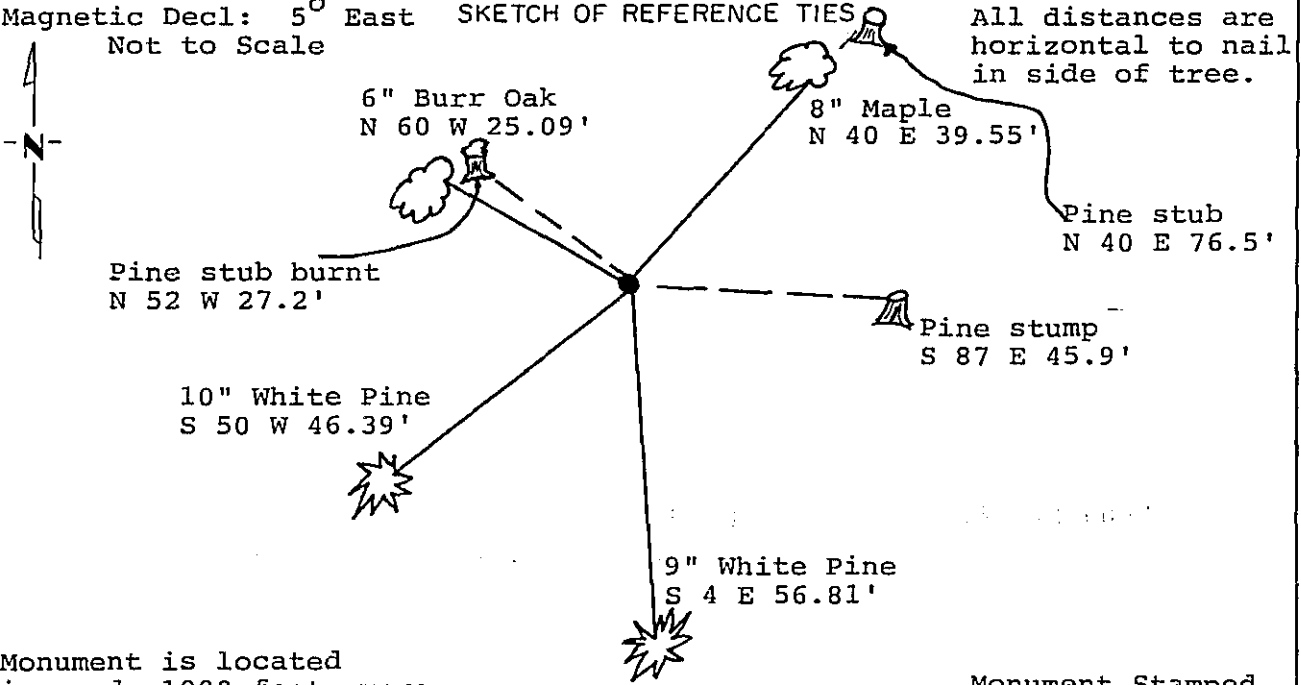 Magnetic Decl: 5° East
Not to Scale
SKETCH OF REFERENCE TIES
All distances are
horizontal to nail
in side of tree.
-N-
6" Burr Oak
N 60 W 25.09'
8" Maple
N 40 E 39.55'
Pine stub
N 40 E 76.5'
Pine stub burnt
N 52 W 27.2'
Pine stump
S 87 E 45.9'
10" White Pine
S 50 W 46.39'
9" White Pine
S 4 E 56.81'
Monument is located
Monument Stamped